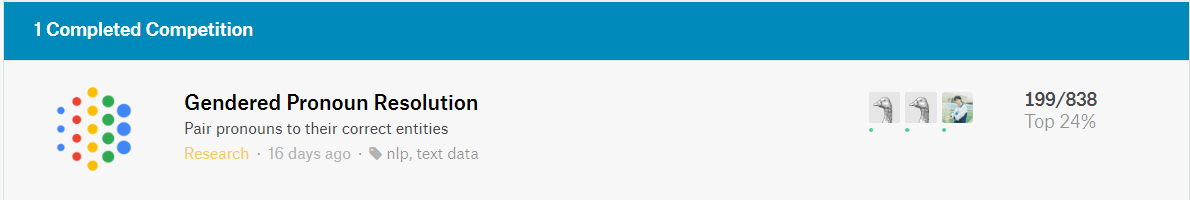 1 Completed Competition
Gendered Pronoun Resolution
Pair pronouns to their correct entities
Research · 16 days ago · nlp, text data
199/838
Top 24%